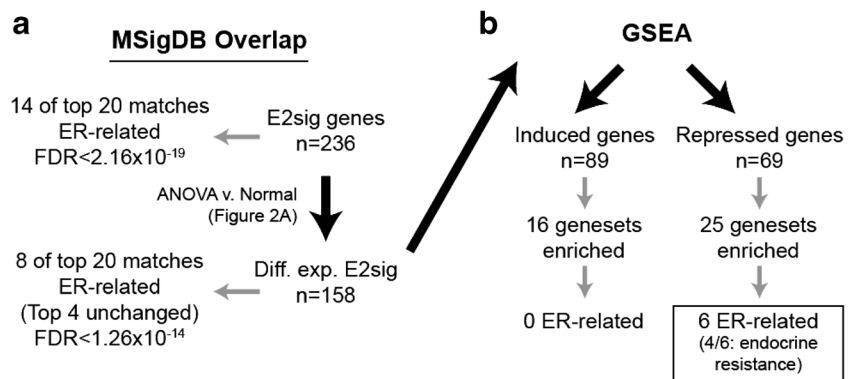 a
MSigDB Overlap
14 of top 20 matches
ER-related
FDR<2.16x10-19
E2sig genes
n=236
ANOVA v. Normal
(Figure 2A)
8 of top 20 matches
ER-related
(Top 4 unchanged)
FDR<1.26x10-14
Diff. exp. E2sig
n=158
b
GSEA
Induced genes
n=89
16 genesets
enriched
0 ER-related
Repressed genes
n=69
25 genesets
enriched
6 ER-related
(4/6: endocrine
resistance)